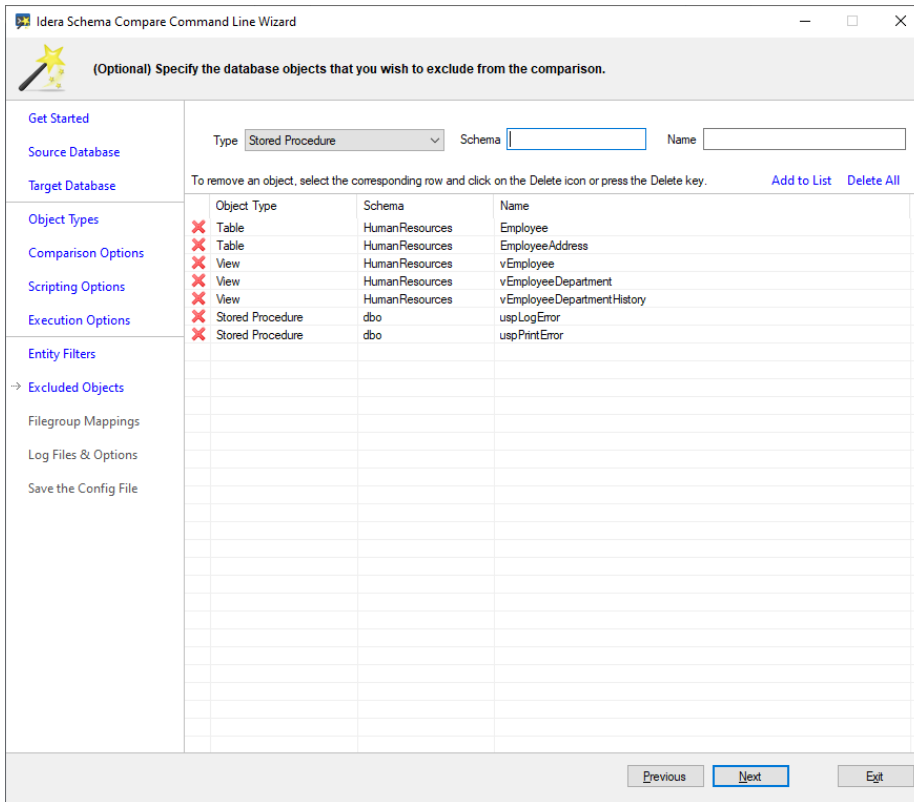 Idera Schema Compare Command Line Wizard
(Optional) Specify the database objects that you wish to exclude from the comparison.
Get Started
Source Database
Target Database
Object Types
Comparison Options
Scripting Options
Execution Options
Entity Filters
Excluded Objects
Filegroup Mappings
Log Files & Options
Save the Config File
Type Stored Procedure Schema Name
To remove an object, select the corresponding row and click on the Delete icon or press the Delete key. Add to List Delete All
Object Type Schema Name
Table HumanResources Employee
Table HumanResources EmployeeAddress
View HumanResources vEmployee
View HumanResources vEmployeeDepartment
View HumanResources vEmployeeDepartmentHistory
Stored Procedure dbo uspLogError
Stored Procedure dbo uspPrintError
Previous Next Exit